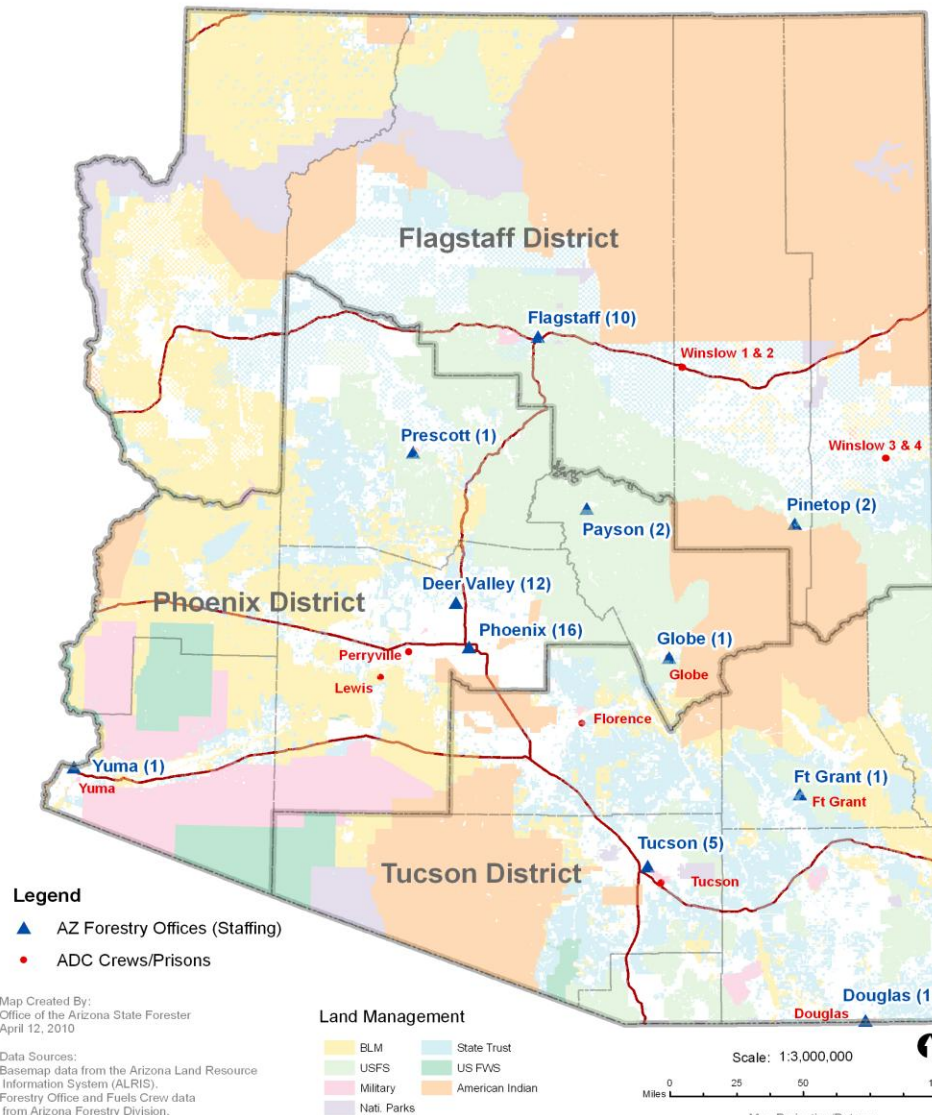 Flagstaff District
Flagstaff (10)
Winslow 1 & 2
Prescott (1)
Winslow 3 & 4
Payson (2)
Pinetop (2)
Deer Valley (12)
Phoenix District
Phoenix (16)
Perryville
Globe (1)
Globe
Lewis
Florence
Yuma (1)
Yuma
Ft Grant (1)
Ft Grant
Tucson (5)
Tucson District
Tucson
Douglas (1
Douglas
Legend
AZ Forestry Offices (Staffing)
ADC Crews/Prisons
Map Created By:
Office of the Arizona State Forester
April 12, 2010
Data Sources:
Basemap data from the Arizona Land Resource
Information System (ALRIS).
Forestry Office and Fuels Crew data
from Arizona Forestry Division.
Land Management
BLM
USFS
Military
Natl. Parks
State Trust
US FWS
American Indian
Scale: 1:3,000,000
0 25 50 1
Miles